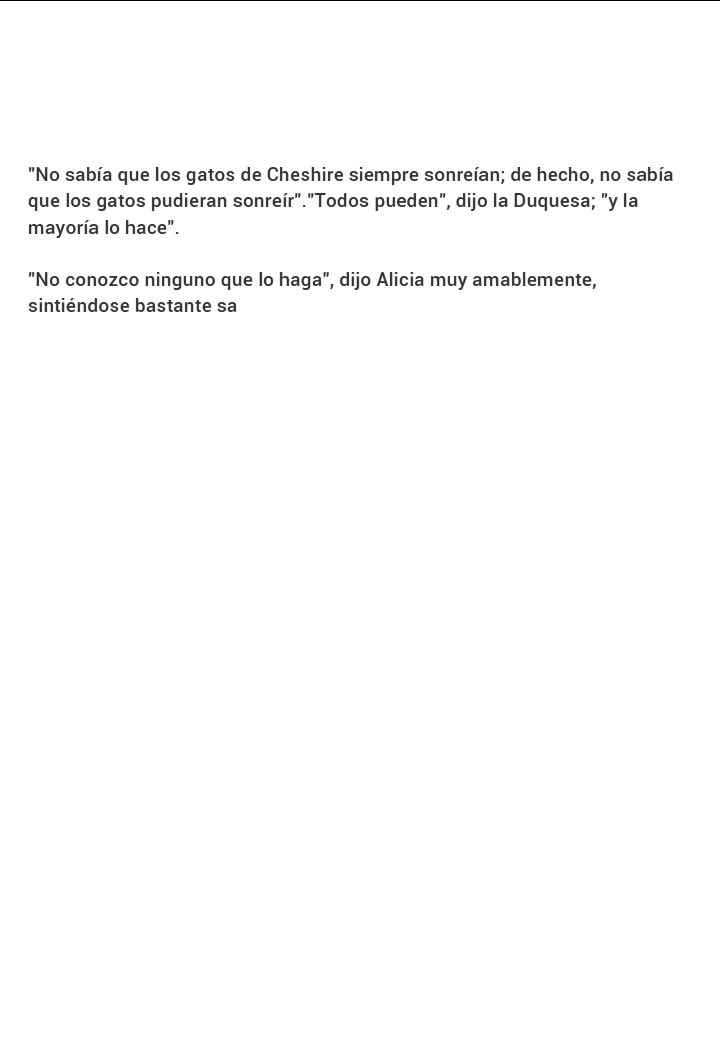 "No sabía que los gatos de Cheshire siempre sonreían; de hecho, no sabía
que los gatos pudieran sonreír"."Todos pueden", dijo la Duquesa; "y la
mayoría lo hace".
"No conozco ninguno que lo haga", dijo Alicia muy amablemente,
sintiéndose bastante sa